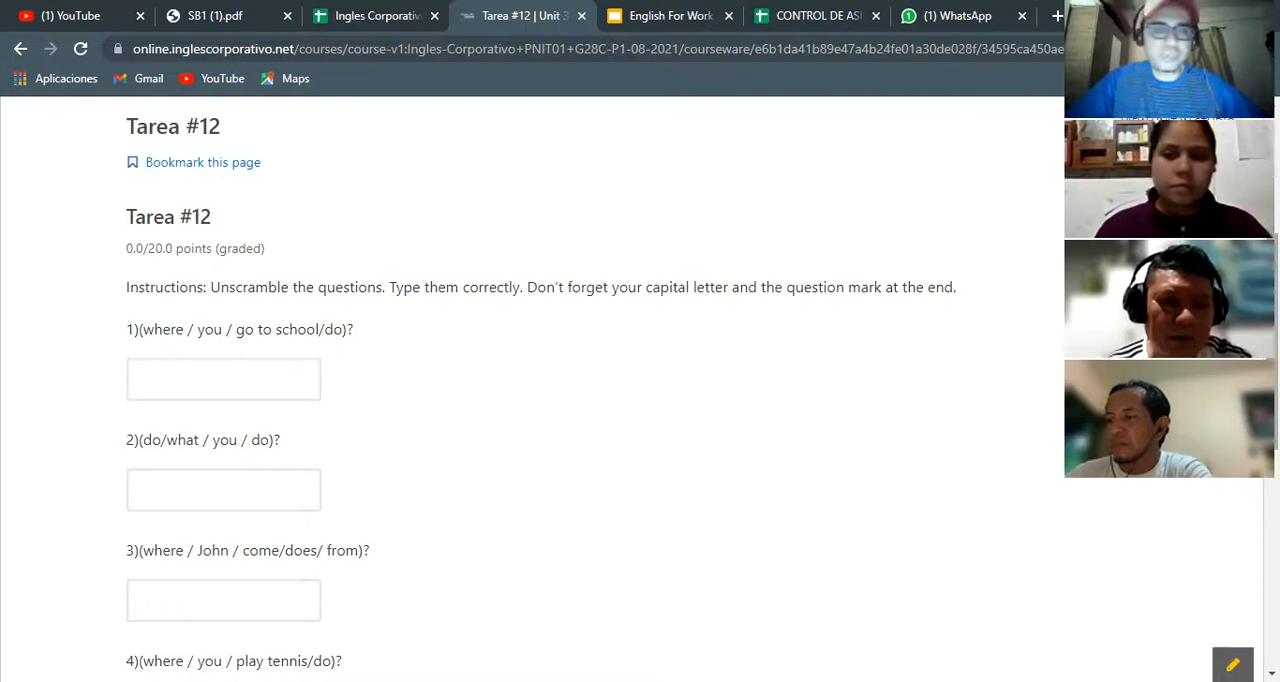 (1) YouTube
SB1 (1).pdf
Ingles Corporativ
Tarea #12 | Unit 3
English For Work
CONTROL DE ASI
(1) WhatsApp
online.inglescorporativo.net/courses/course-v1:Ingles-Corporativo+PNIT01+G28C-P1-08-2021/courseware/e6b1da41b89e47a4b24fe01a30de028f/34595ca450ae
Aplicaciones
Gmail
YouTube
Maps
Tarea #12
Bookmark this page
Tarea #12
0.0/20.0 points (graded)
Instructions: Unscramble the questions. Type them correctly. Don't forget your capital letter and the question mark at the end.
1)(where / you / go to school/do)?
2)(do/what / you / do)?
3)(where / John / come/does/ from)?
4)(where / you / play tennis/do)?